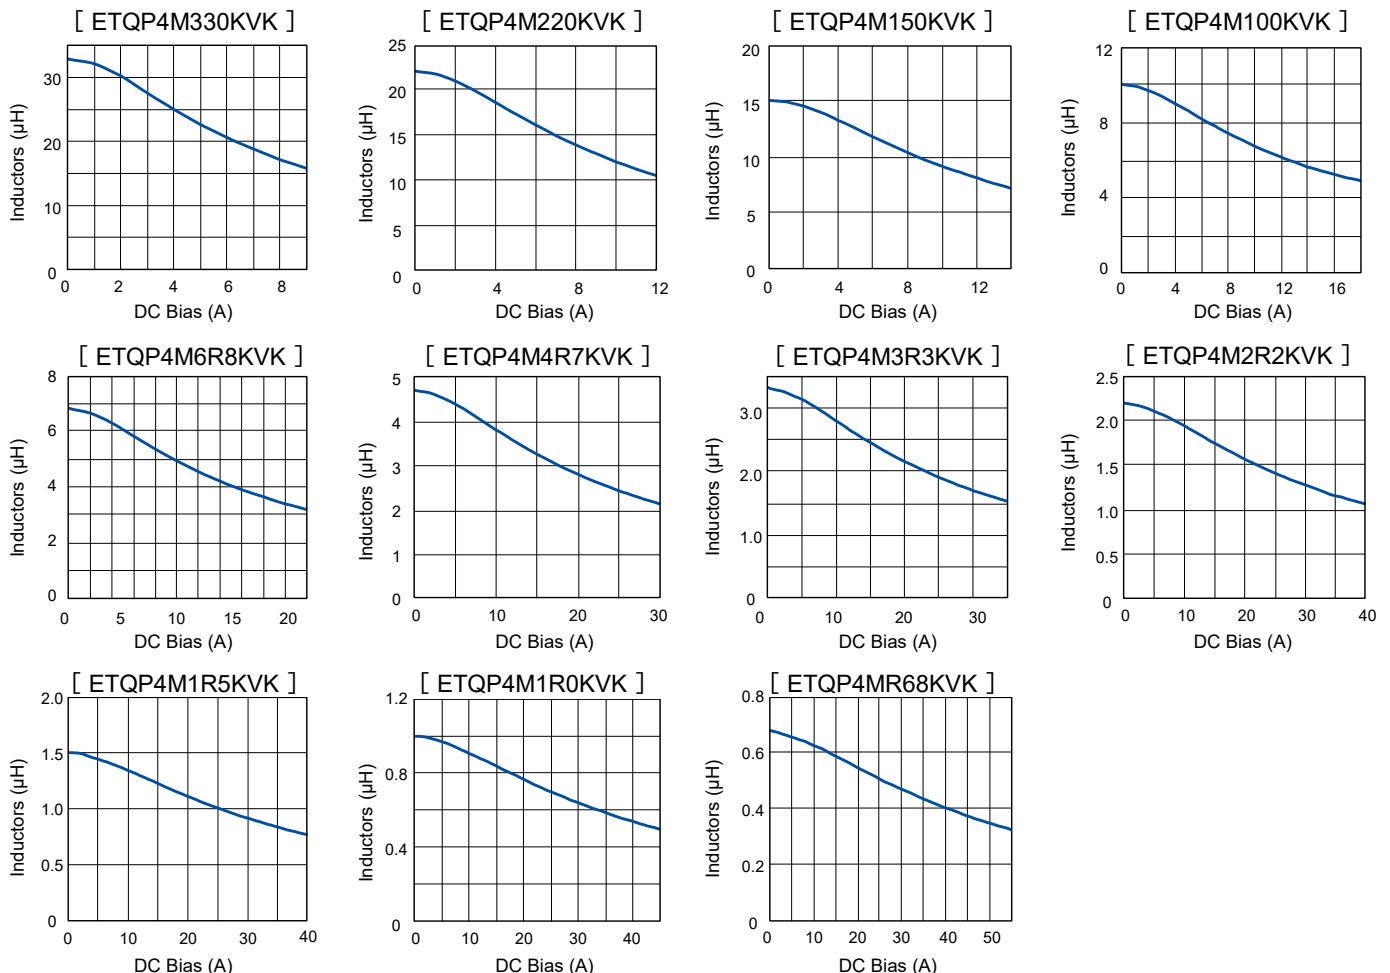 [ ETQP4M330KVK ]
Inductors (μH)
30
20
10
0
0 2 4 6 8
DC Bias (A)
[ ETQP4M220KVK ]
Inductors (μH)
25
20
15
10
5
0
0 4 8 12
DC Bias (A)
[ ETQP4M150KVK ]
Inductors (μH)
20
15
10
5
0
0 4 8 12
DC Bias (A)
[ ETQP4M100KVK ]
Inductors (μH)
12
8
4
0
0 4 8 12 16
DC Bias (A)
[ ETQP4M6R8KVK ]
Inductors (μH)
8
6
4
2
0
0 5 10 15 20
DC Bias (A)
[ ETQP4M4R7KVK ]
Inductors (μH)
5
4
3
2
1
0
0 10 20 30
DC Bias (A)
[ ETQP4M3R3KVK ]
Inductors (μH)
3.0
2.0
1.0
0
0 10 20 30
DC Bias (A)
[ ETQP4M2R2KVK ]
Inductors (μH)
2.5
2.0
1.5
1.0
0.5
0
0 10 20 30 40
DC Bias (A)
[ ETQP4M1R5KVK ]
Inductors (μH)
2.0
1.5
1.0
0.5
0
0 10 20 30 40
DC Bias (A)
[ ETQP4M1R0KVK ]
Inductors (μH)
1.2
0.8
0.4
0
0 10 20 30 40
DC Bias (A)
[ ETQP4MR68KVK ]
Inductors (μH)
0.8
0.6
0.4
0.2
0
0 10 20 30 40 50
DC Bias (A)